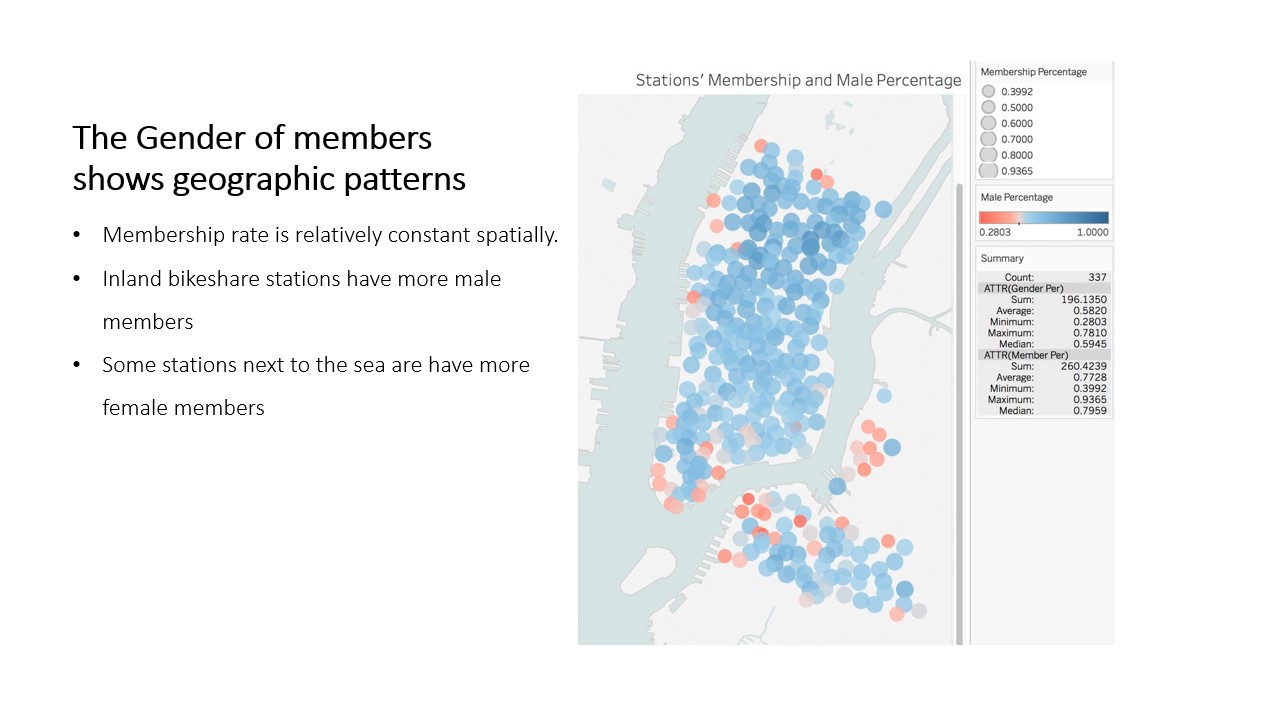 The Gender of members
shows geographic patterns
• Membership rate is relatively constant spatially.
• Inland bikeshare stations have more male
members
• Some stations next to the sea are have more
female members
Stations' Membership and Male Percentage
Membership Percentage
0.3992
0.5000
0.6000
0.7000
0.8000
0.9365
Male Percentage
0.2803 1.0000
Summary
Count: 337
ATTR(Gender Per)
Sum: 196.1350
Average: 0.5820
Minimum: 0.2803
Maximum: 0.7810
Median: 0.5945
ATTR(Member Per)
Sum: 260.4239
Average: 0.7728
Minimum: 0.3992
Maximum: 0.9365
Median: 0.7959